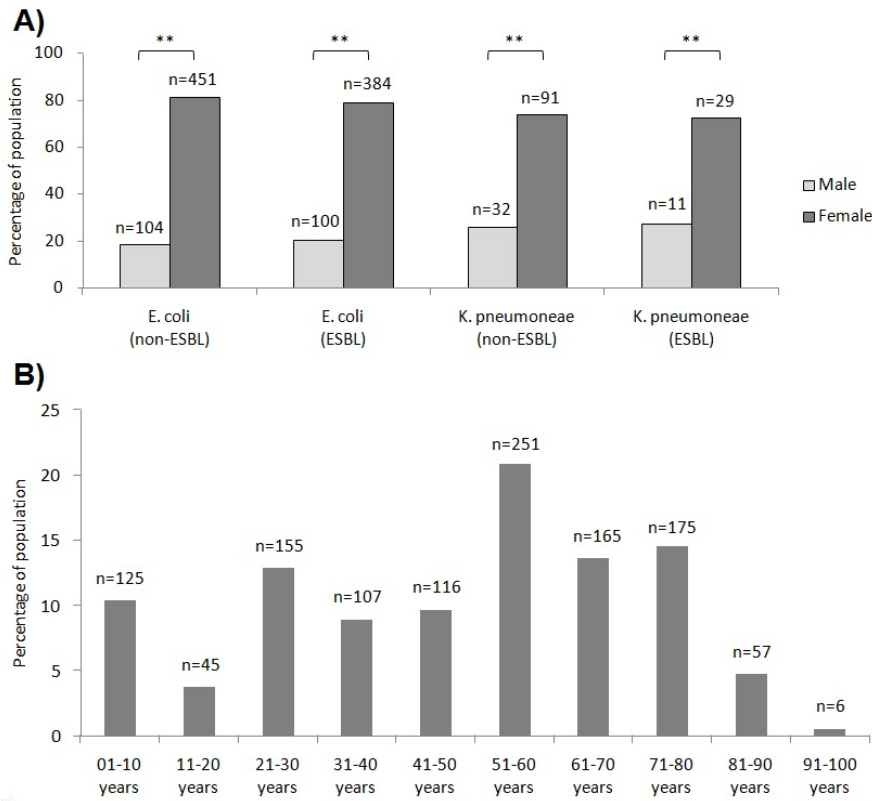 A)
** ** ** **
100
n=451
n=384
n=91
n=29
80
60
40
20
0
Percentage of population
n=104
n=100
n=32
n=11
Male
Female
E. coli
(non-ESBL)
E. coli
(ESBL)
K. pneumoneae
(non-ESBL)
K. pneumoneae
(ESBL)
B)
25
20
15
10
5
0
Percentage of population
n=125
n=45
n=155
n=107
n=116
n=251
n=165
n=175
n=57
n=6
01-10
years
11-20
years
21-30
years
31-40
years
41-50
years
51-60
years
61-70
years
71-80
years
81-90
years
91-100
years